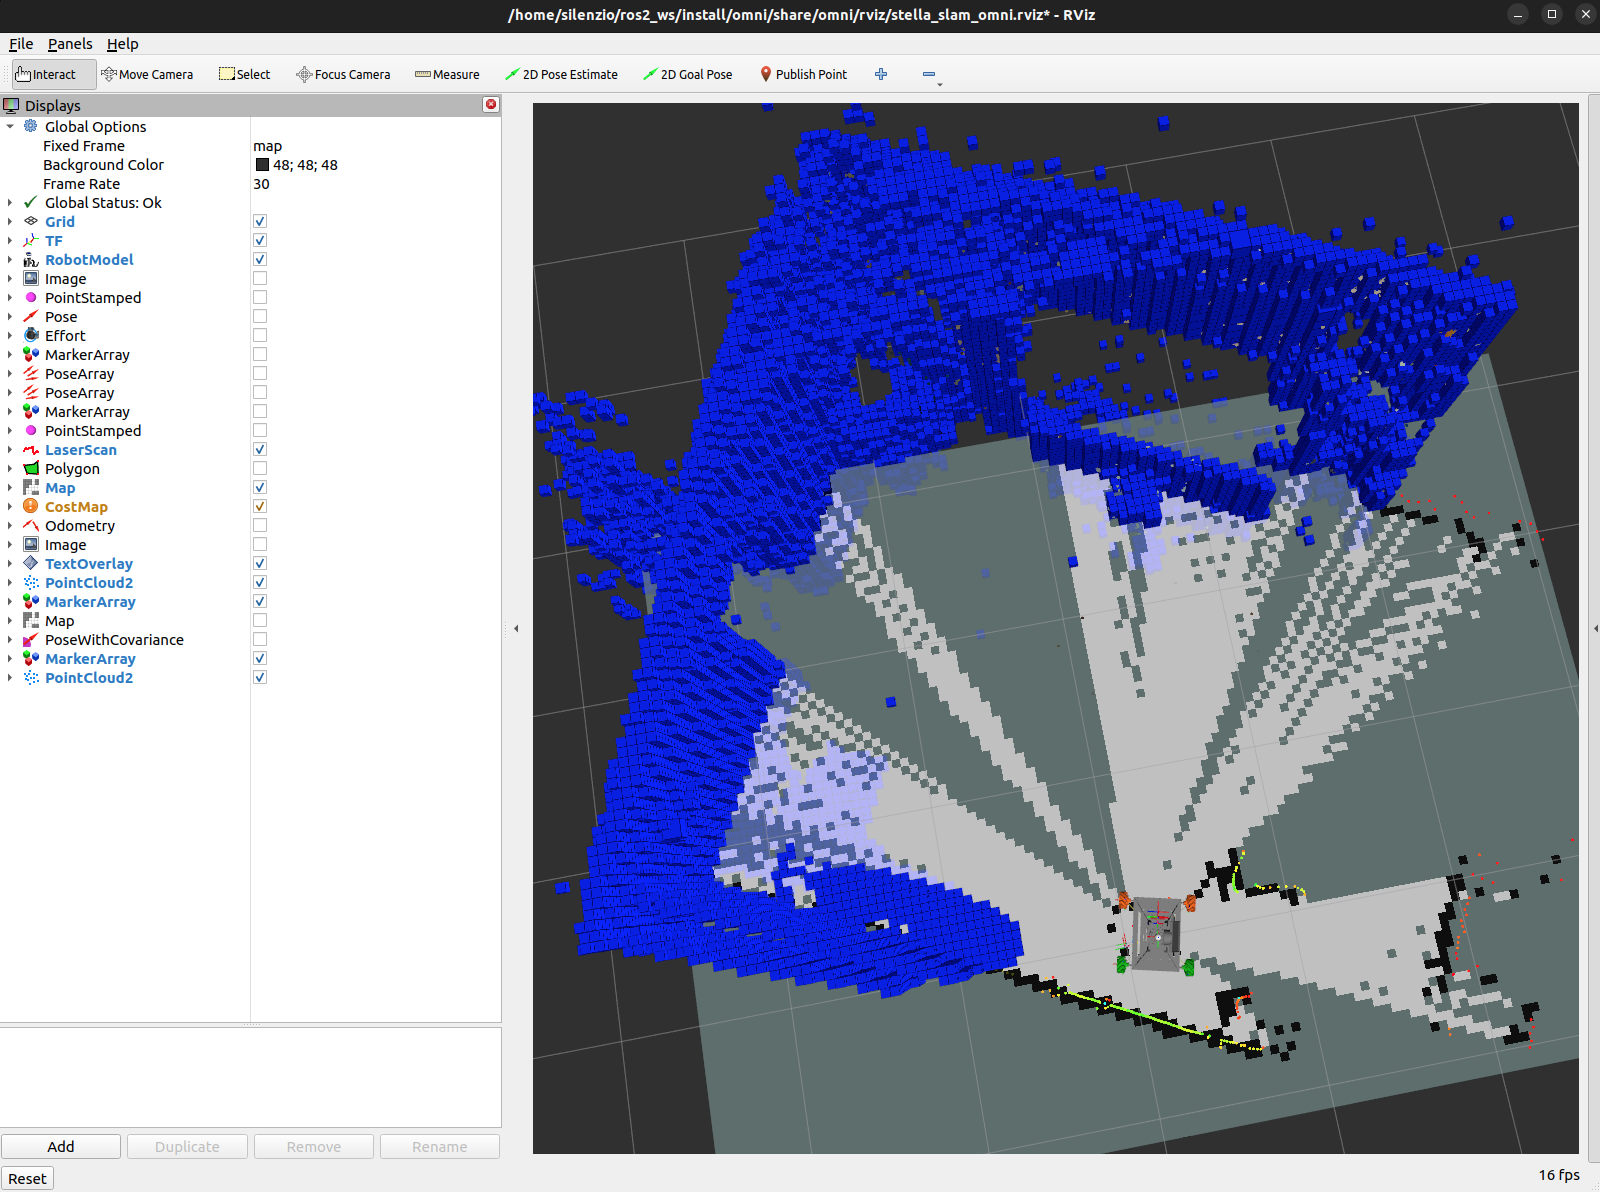 /home/silenzio/ros2_ws/install/omni/share/omni/rviz/stella_slam_omni.rviz* - RViz
File Panels Help
Interact Move Camera Select Focus Camera Measure 2D Pose Estimate 2D Goal Pose Publish Point
Displays
Global Options
Fixed Frame map
Background Color 48; 48; 48
Frame Rate 30
Global Status: Ok
Grid
TF
RobotModel
Image
PointStamped
Pose
Effort
MarkerArray
PoseArray
PoseArray
MarkerArray
PointStamped
LaserScan
Polygon
Map
CostMap
Odometry
Image
TextOverlay
PointCloud2
MarkerArray
Map
PoseWithCovariance
MarkerArray
PointCloud2
Add Duplicate Remove Rename
Reset 16 fps